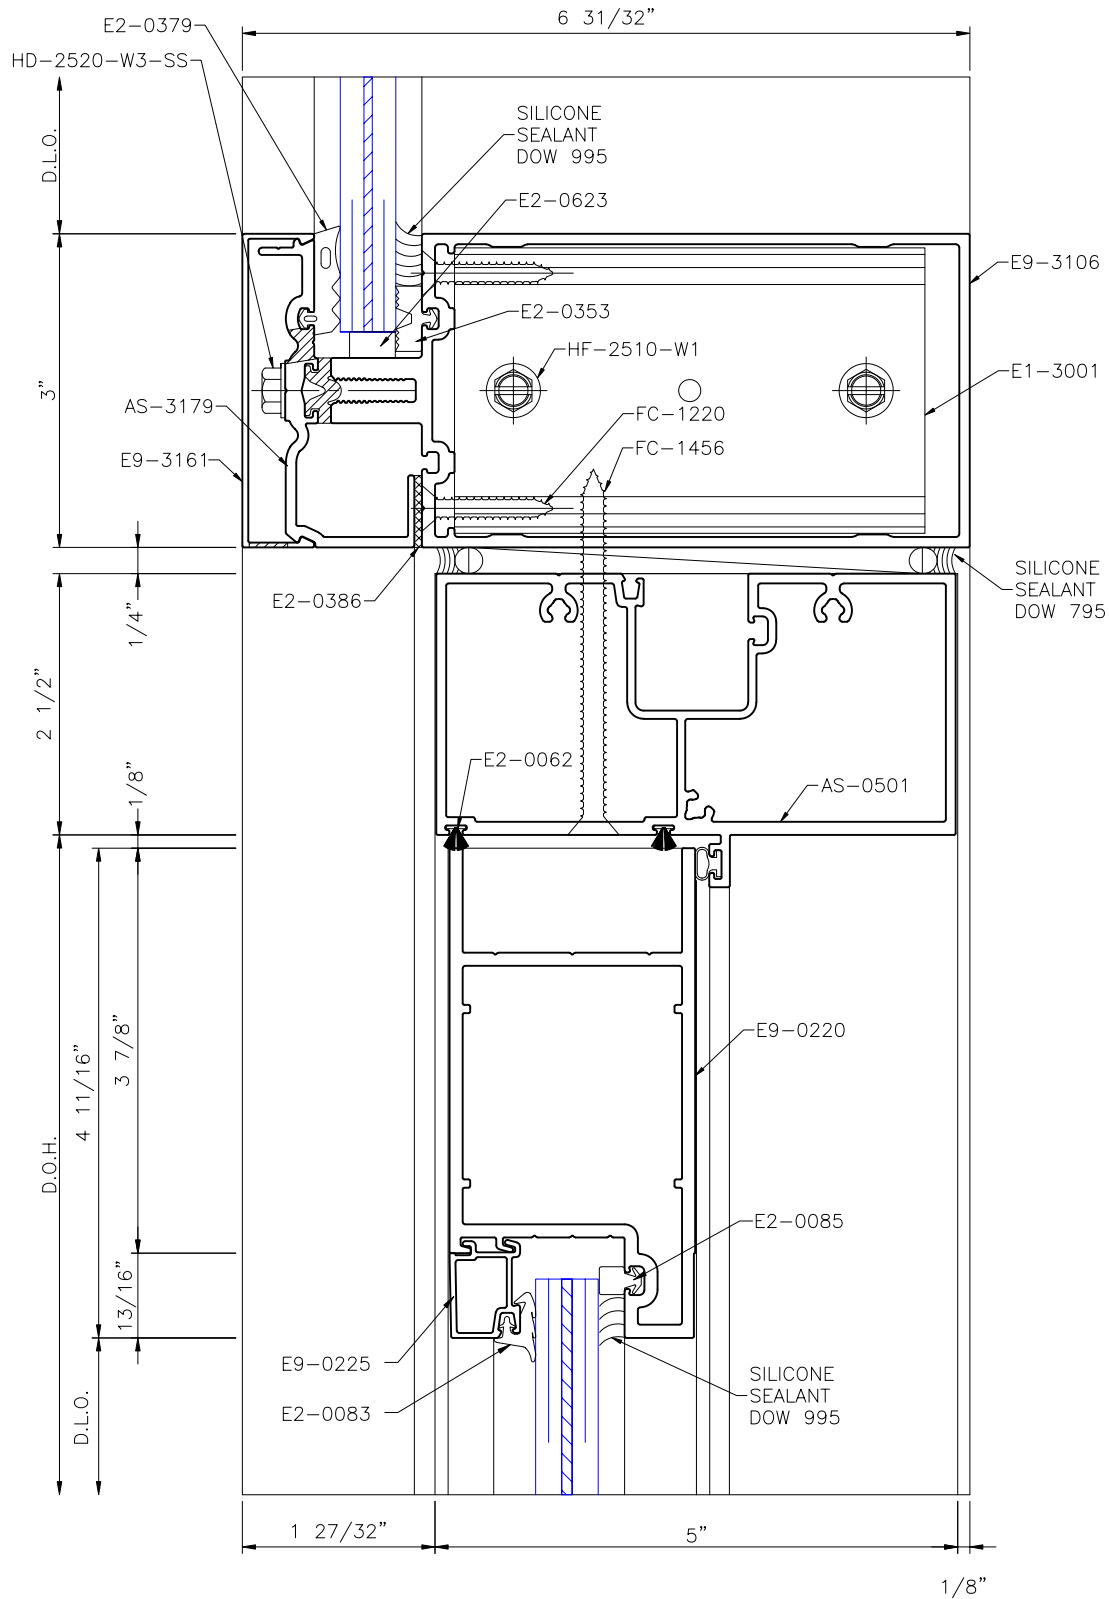 6 31/32”
E2-0379
HD-2520-W3-SS
SILICONE
SEALANT
DOW 995
D.L.O.
E2-0623
E9-3106
E2-0353
HF-2510-W1
E1-3001
3”
AS-3179
FC-1220
FC-1456
E9-3161
SILICONE
SEALANT
DOW 795
E2-0386
1/4”
2 1/2”
E2-0062
1/8”
AS-0501
E9-0220
3 7/8”
4 11/16”
D.O.H.
E2-0085
13/16”
E9-0225
SILICONE
SEALANT
DOW 995
E2-0083
D.L.O.
1 27/32”
5”
1/8”